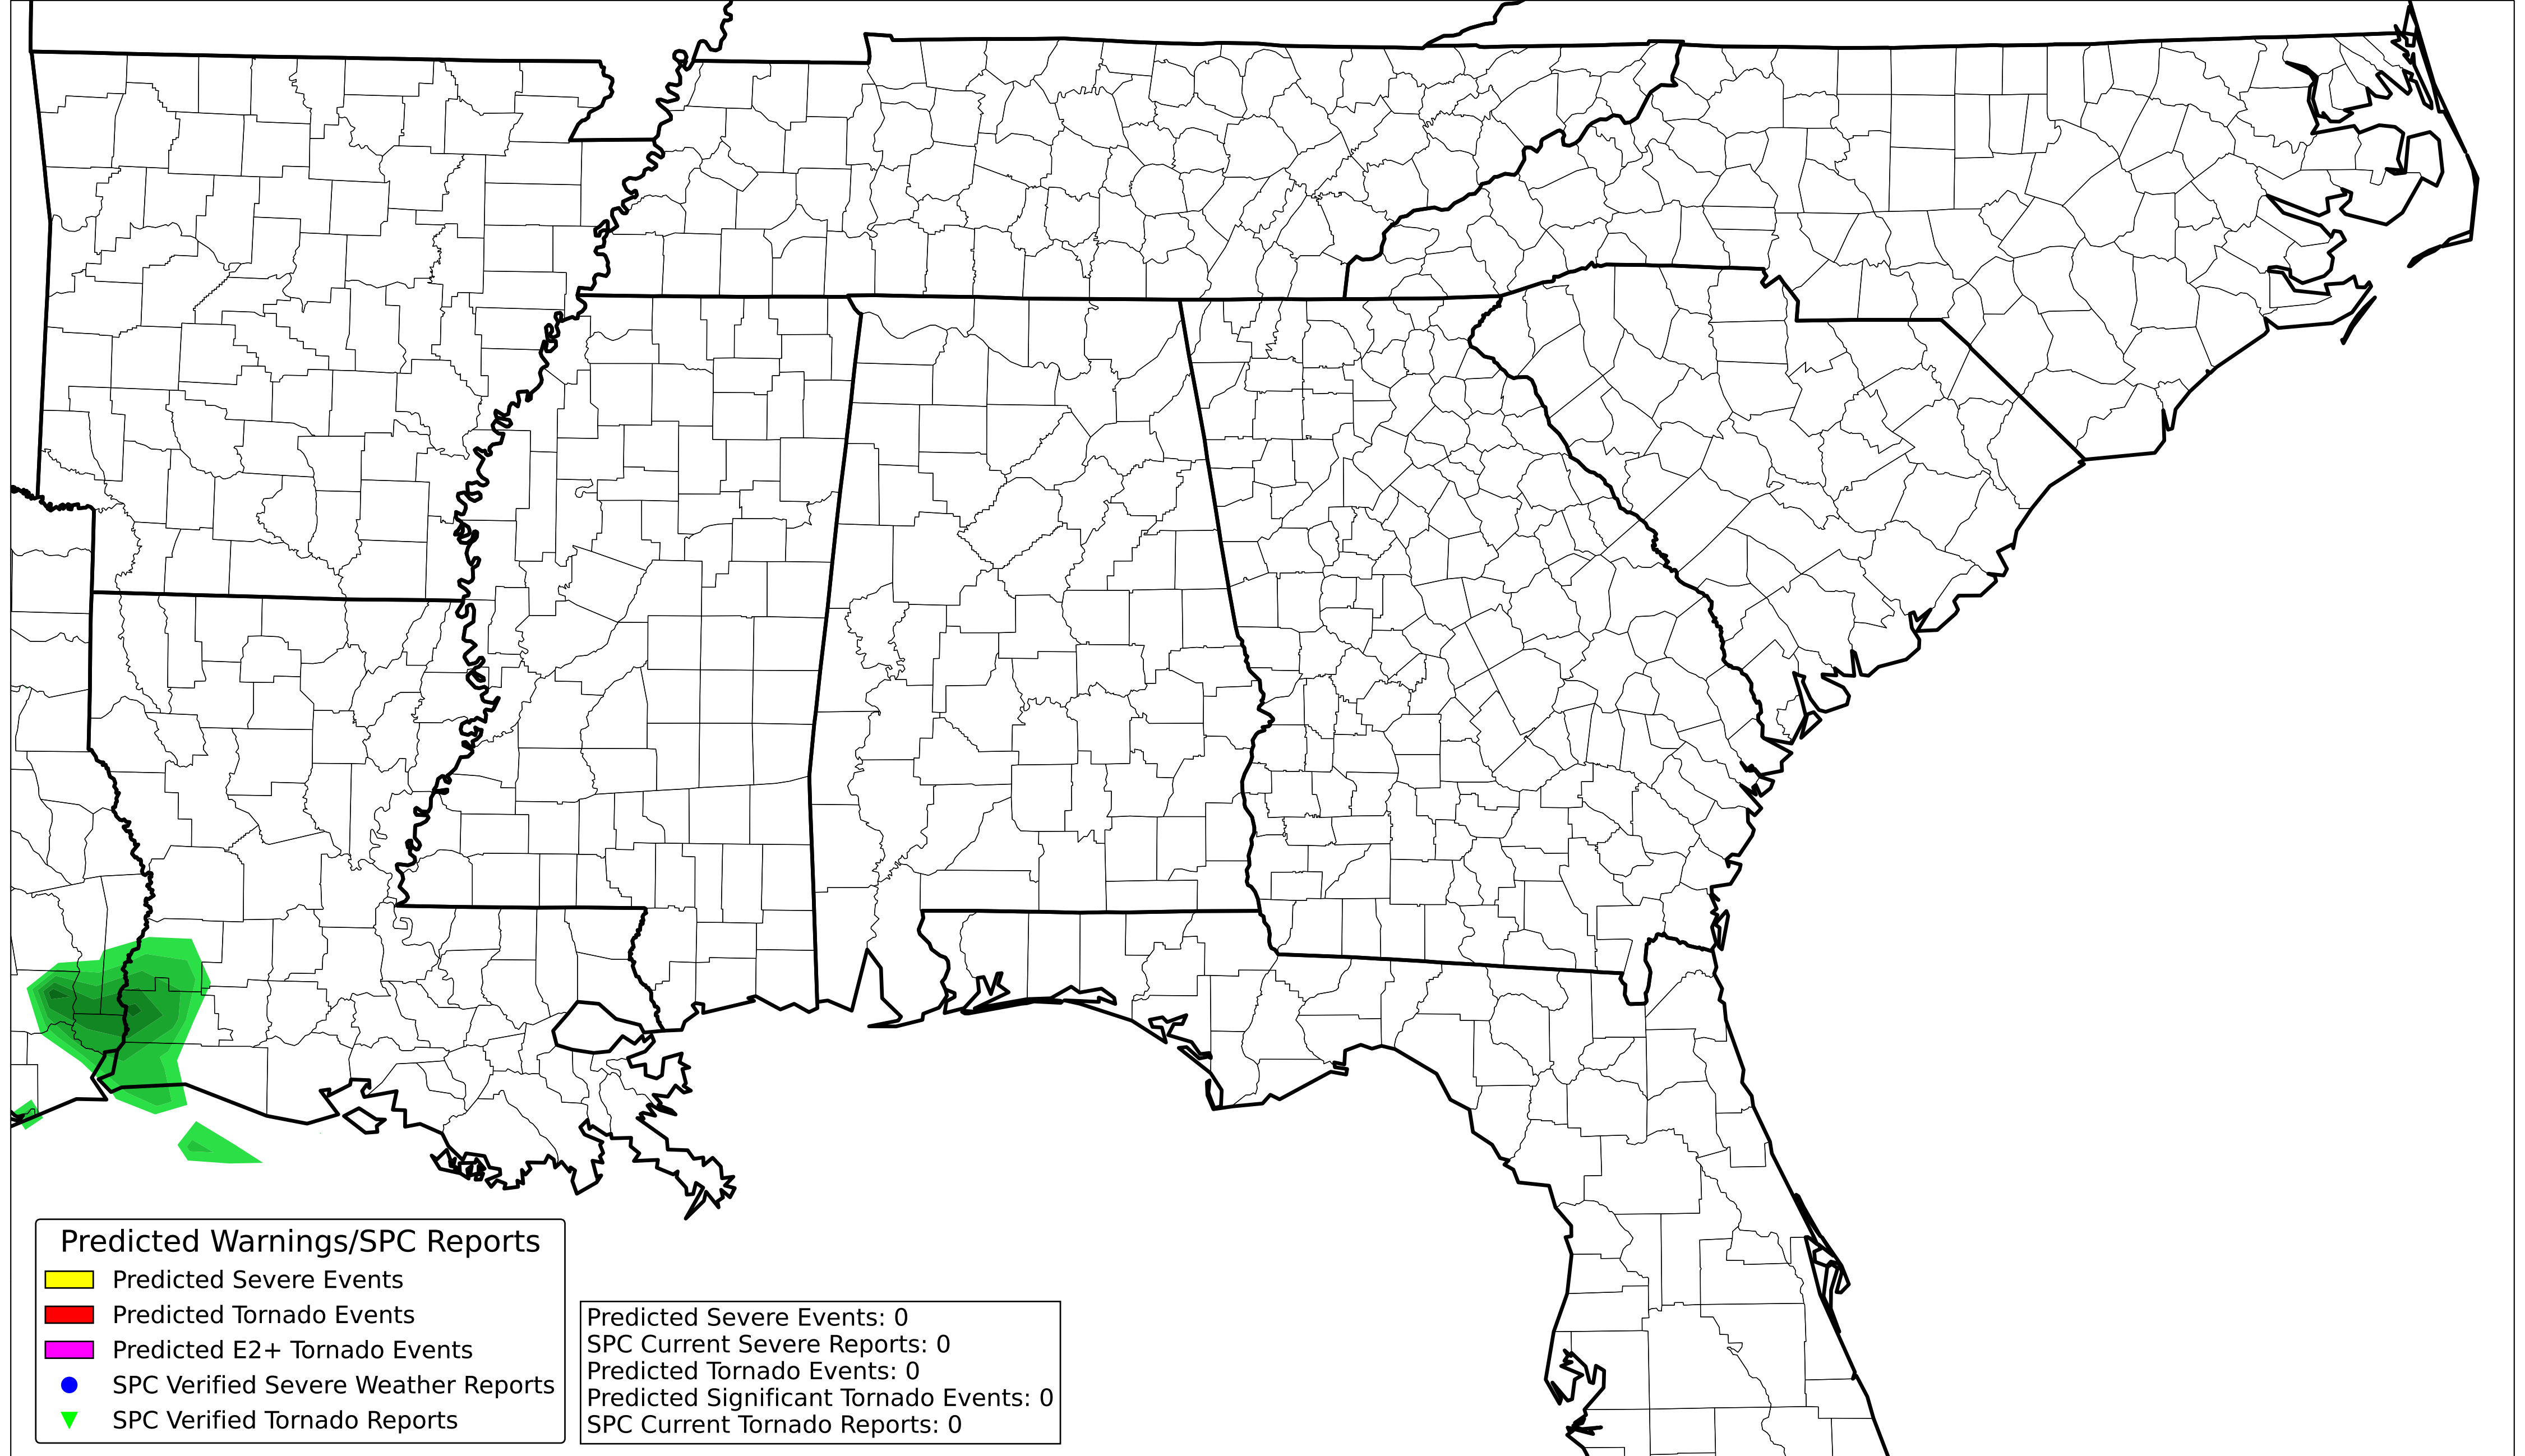 Predicted Warnings/SPC Reports
Predicted Severe Events
Predicted Tornado Events
Predicted E2+ Tornado Events
SPC Verified Severe Weather Reports
SPC Verified Tornado Reports
Predicted Severe Events: 0
SPC Current Severe Reports: 0
Predicted Tornado Events: 0
Predicted Significant Tornado Events: 0
SPC Current Tornado Reports: 0